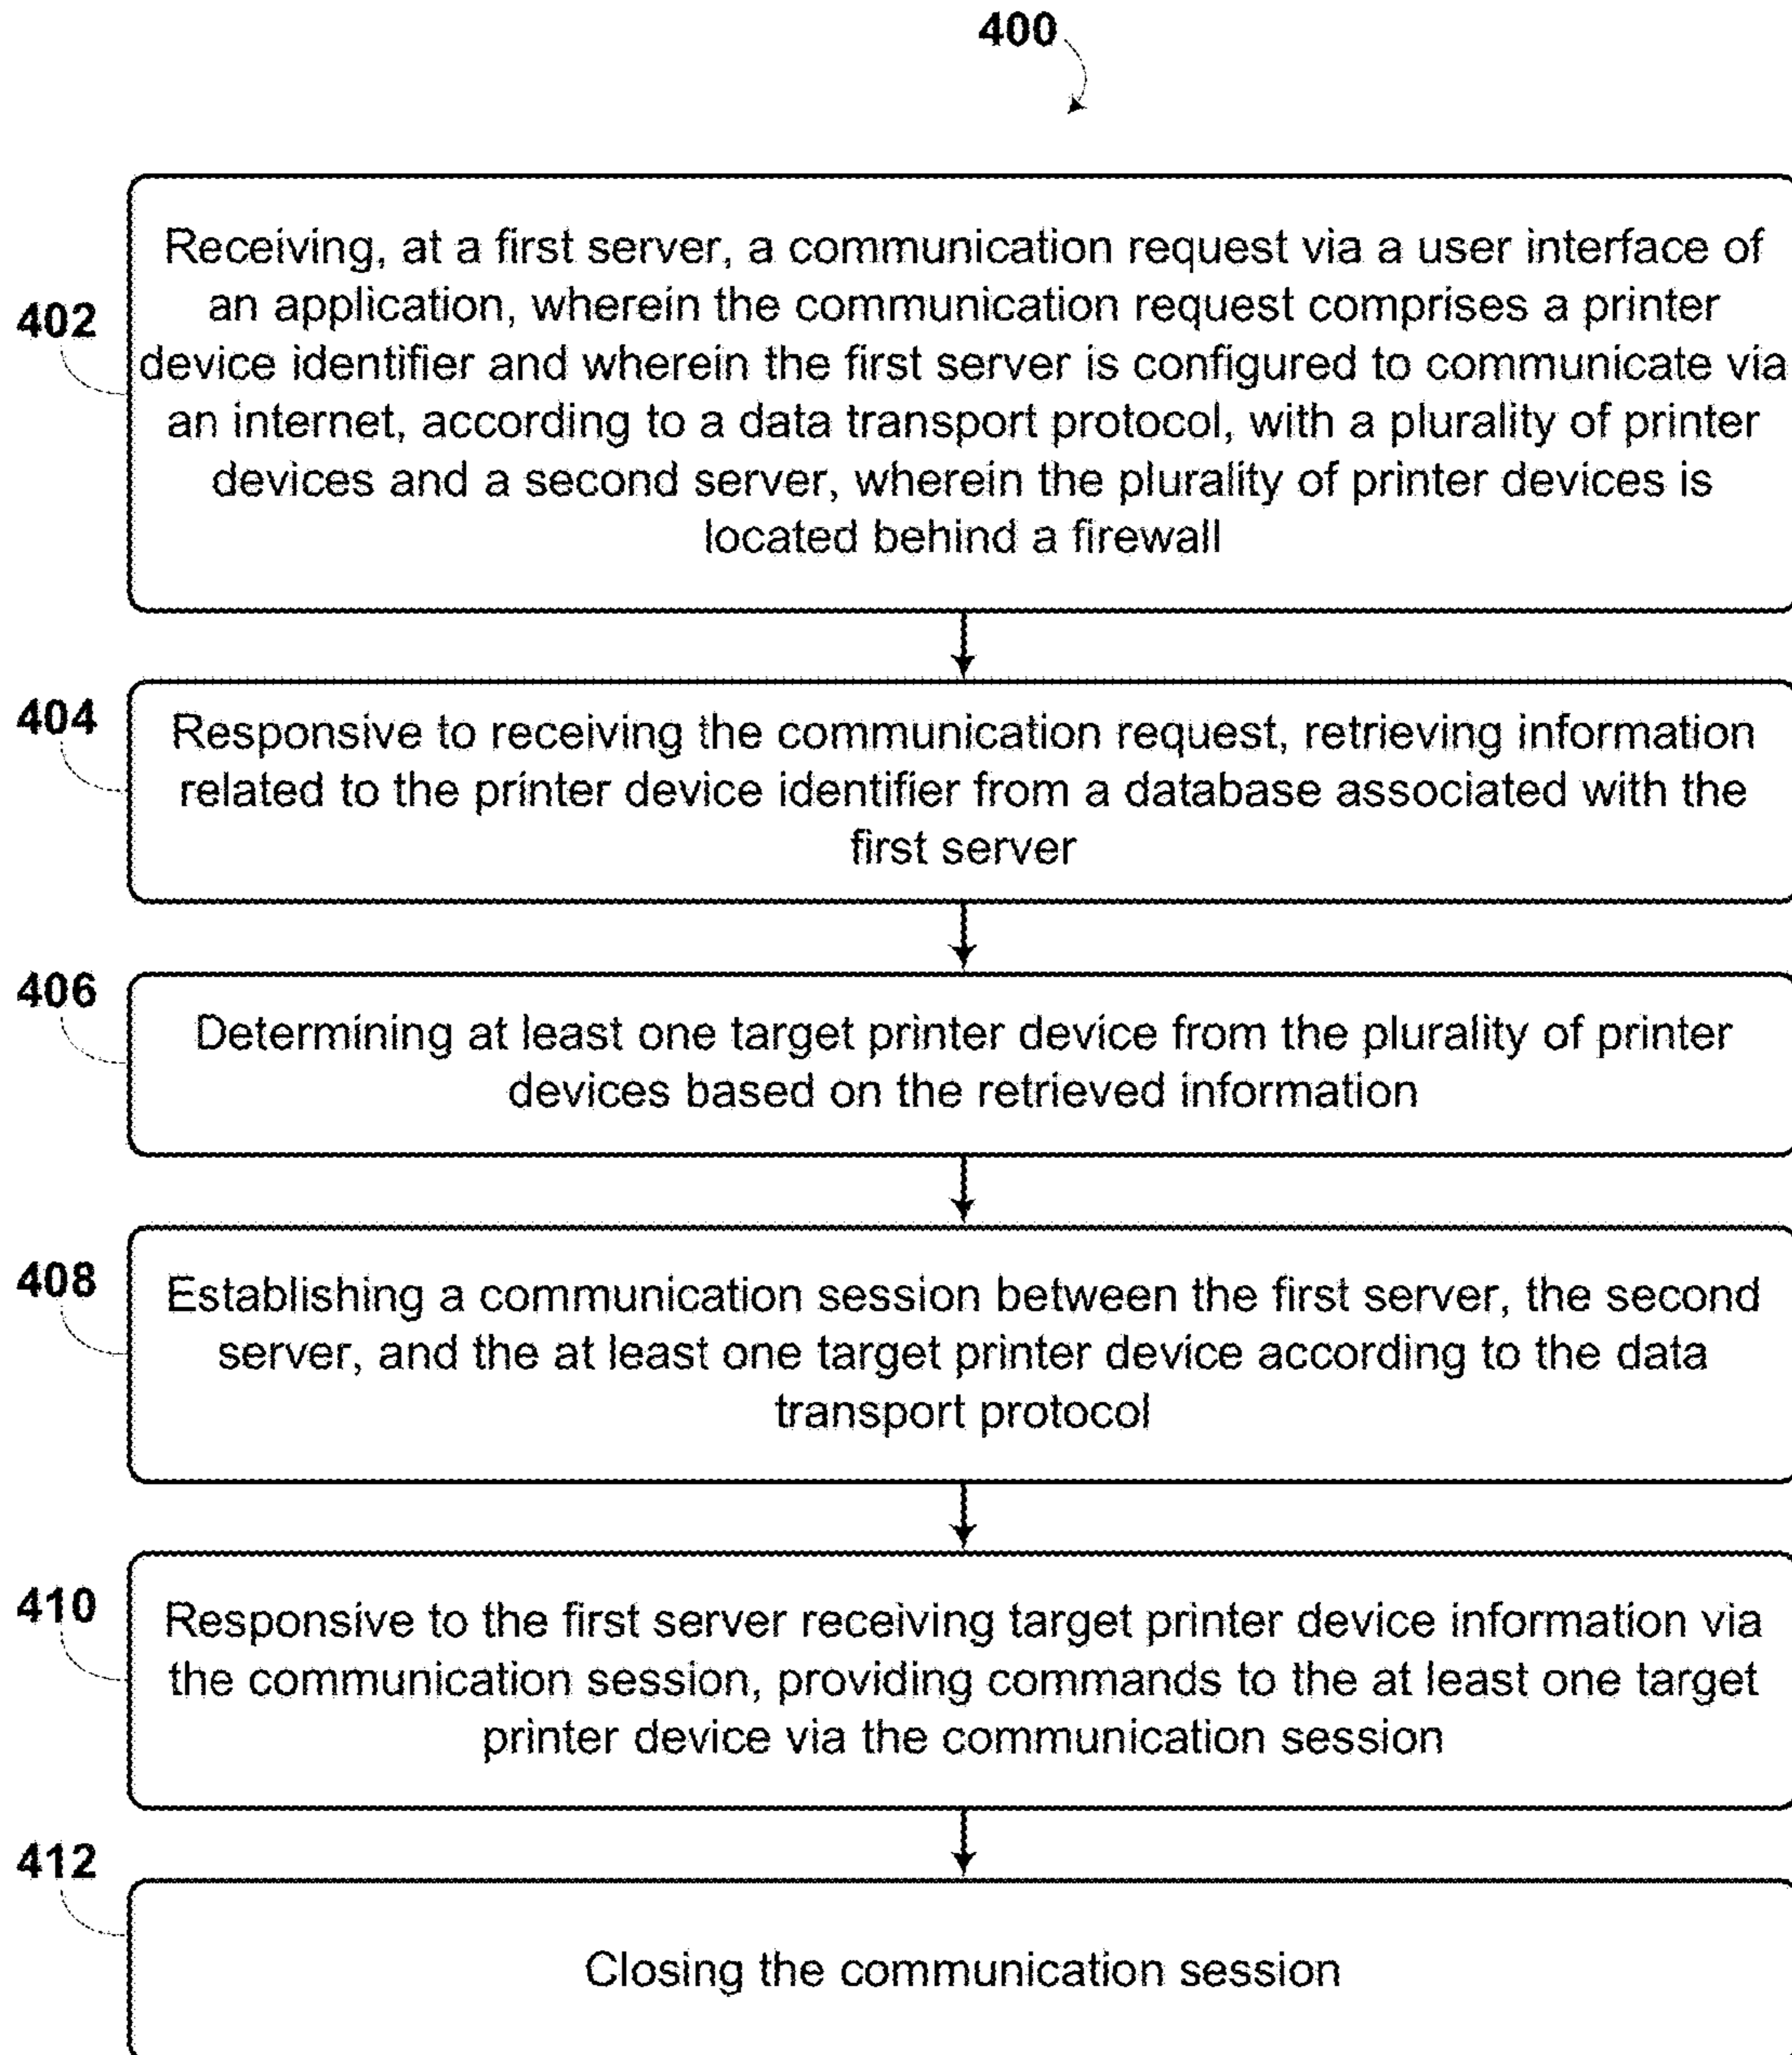 400
402
Receiving, at a first server, a communication request via a user interface of
an application, wherein the communication request comprises a printer
device identifier and wherein the first server is configured to communicate via
an internet, according to a data transport protocol, with a plurality of printer
devices and a second server, wherein the plurality of printer devices is
located behind a firewall
404
Responsive to receiving the communication request, retrieving information
related to the printer device identifier from a database associated with the
first server
406
Determining at least one target printer device from the plurality of printer
devices based on the retrieved information
408
Establishing a communication session between the first server, the second
server, and the at least one target printer device according to the data
transport protocol
410
Responsive to the first server receiving target printer device information via
the communication session, providing commands to the at least one target
printer device via the communication session
412
Closing the communication session